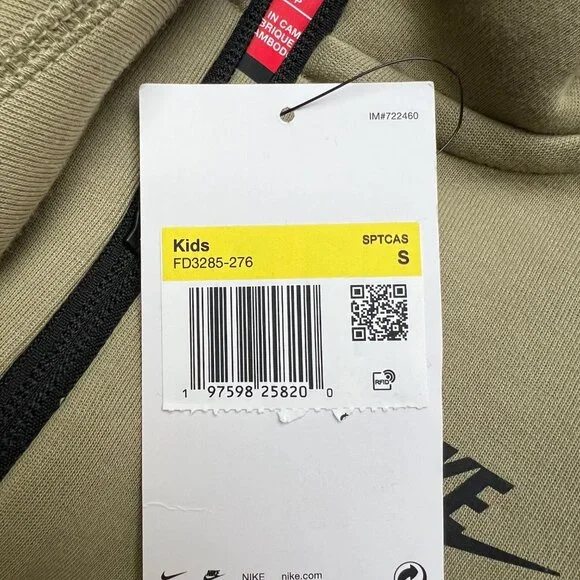 IN CAM
BRIQUE
AMBOD
IM#722460
Kids
SPTCAS
FD3285-276
S
1 97598 25820 0
RFID
NIKE nike.com